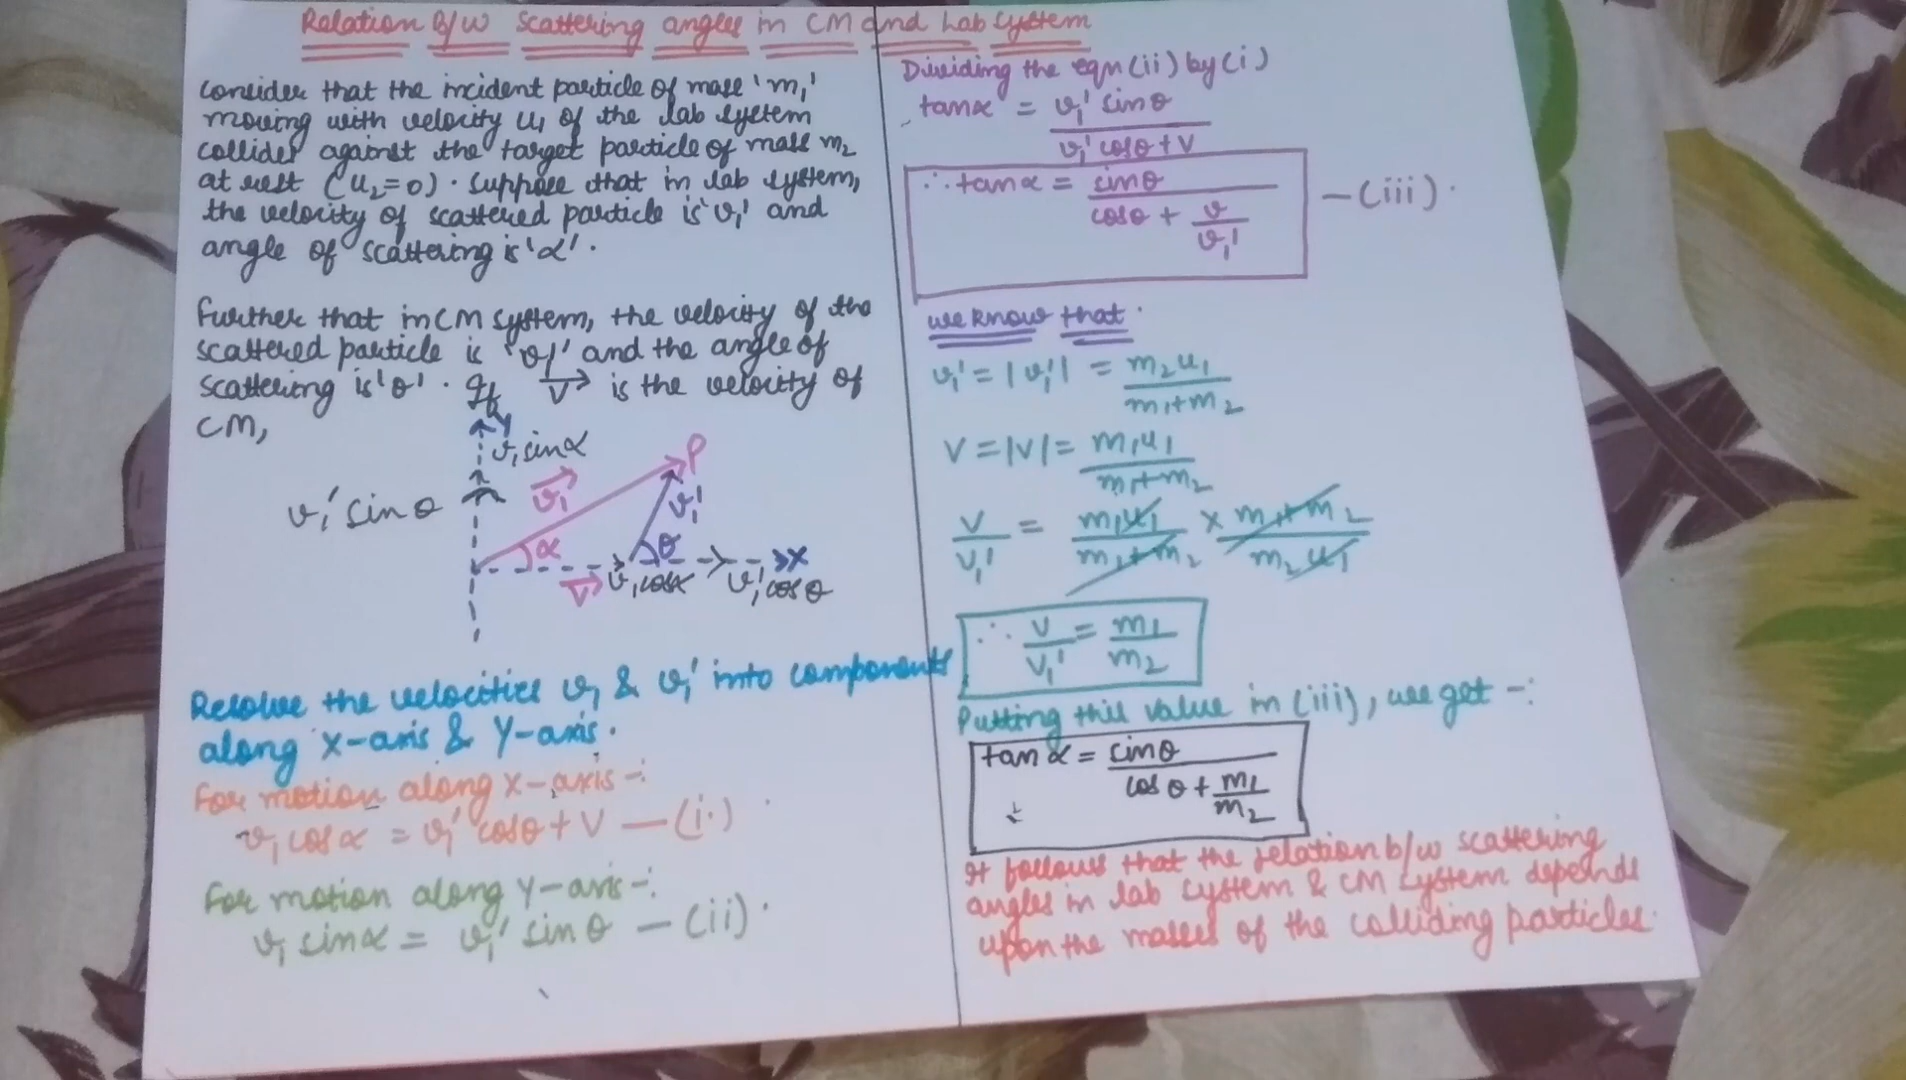 Relation b/w scattering angles in CM and Lab system
Consider that the incident particle of mass 'm₁'
moving with velocity u₁ of the lab system
collides against the target particle of mass m₂
at rest (u₂=0). Suppose that in lab system,
the velocity of scattered particle is 'v₁' and
angle of scattering is 'α'.
Further that in CM system, the velocity of the
scattered particle is 'v₁'' and the angle of
scattering is 'θ'. If V⃗ is the velocity of
CM,
Y
v₁ sinα
P
v₁' sinθ
v₁⃗
v₁'
α
θ
X
V⃗
v₁ cosα
v₁' cosθ
Resolve the velocities v₁ & v₁' into components
along X-axis & Y-axis.
For motion along X-axis-:
v₁ cosα = v₁' cosθ + V — (i.)
For motion along Y-axis-:
v₁ sinα = v₁' sinθ — (ii).
Dividing the eqn (ii) by (i)
tanα = v₁' sinθ
v₁' cosθ + V
∴ tanα = sinθ
cosθ + v
v₁'
— (iii).
we know that.
v₁' = |v₁'| = m₂u₁
m₁+m₂
V = |V| = m₁u₁
m₁+m₂
V = m₁u₁ × m₁+m₂
V₁' m₁+m₂ m₂u₁
∴ V = m₁
V₁' m₂
Putting this value in (iii), we get -:
tanα = sinθ
cosθ + m₁
m₂
It follows that the relation b/w scattering
angles in lab system & CM system depends
upon the masses of the colliding particles.